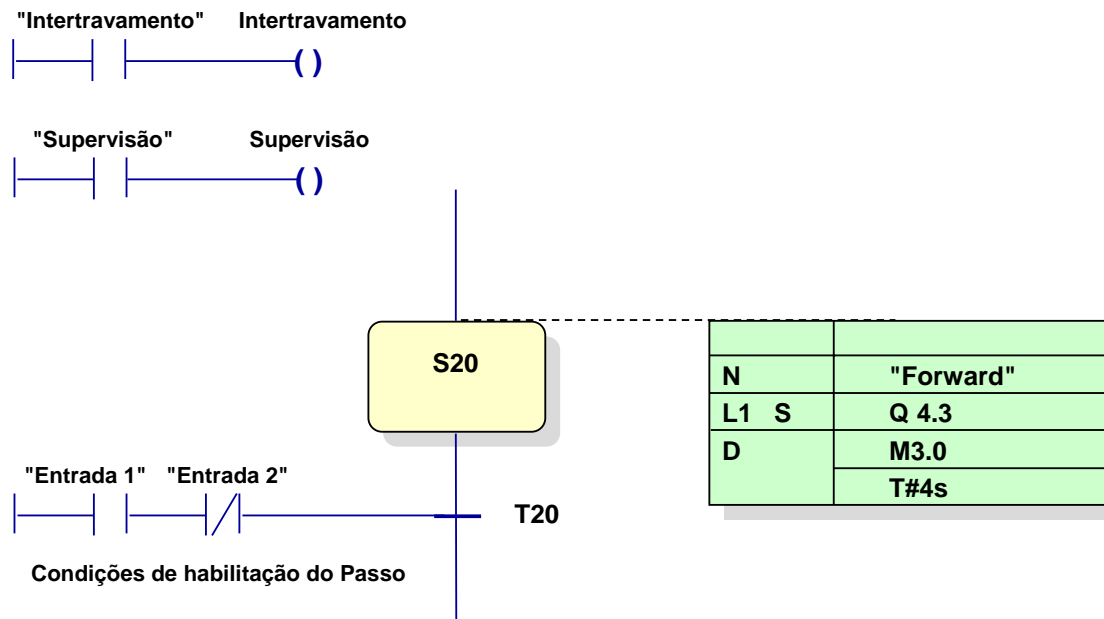 "Intertravamento" Intertravamento
( )
"Supervisão" Supervisão
( )
S20
N "Forward"
L1 S Q 4.3
D M3.0
T#4s
"Entrada 1" "Entrada 2"
T20
Condições de habilitação do Passo